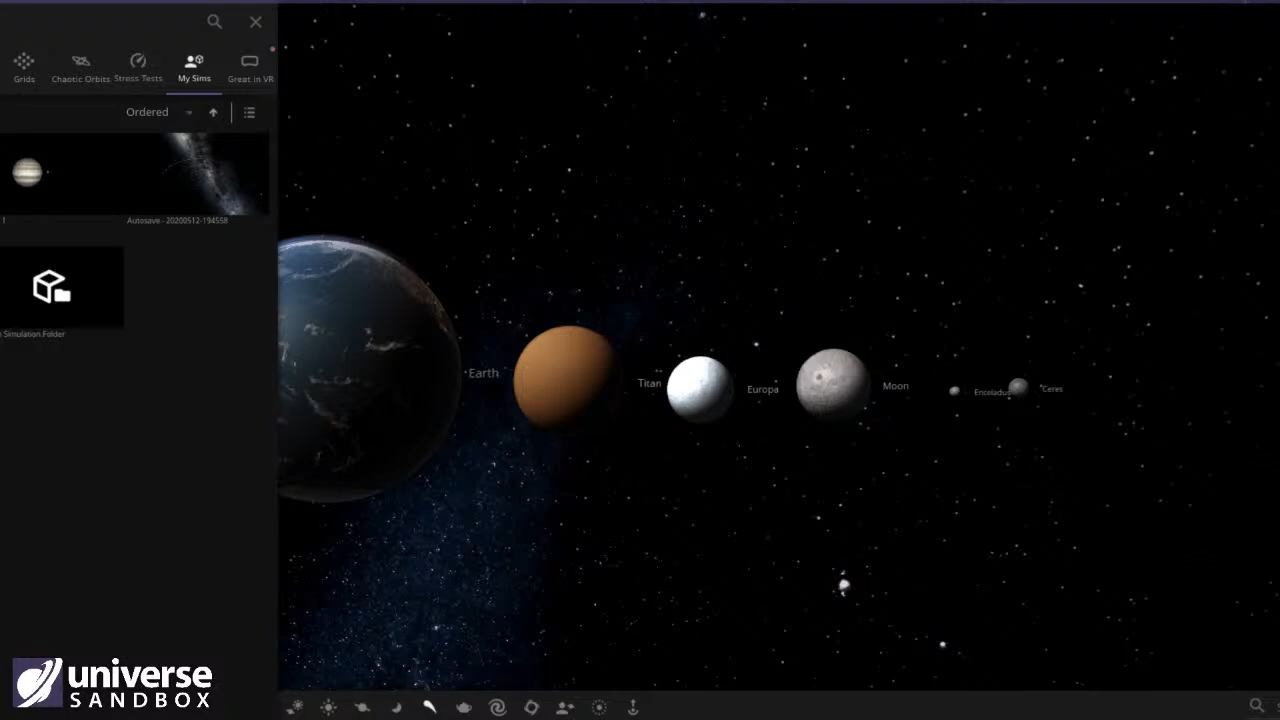 Grids Chaotic Orbits Stress Tests My Sims Great in VR
Ordered
1 Autosave - 20200512-194558
Simulation Folder
Earth
Titan
Europa
Moon
Enceladus
Ceres
universe
SANDBOX